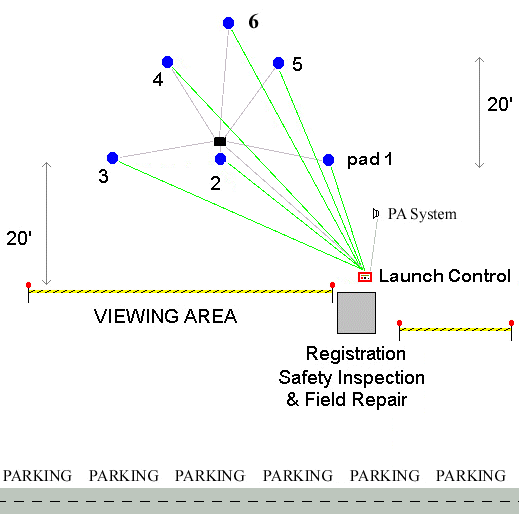 6
4
5
20'
3
2
pad 1
PA System
20'
Launch Control
VIEWING AREA
Registration
Safety Inspection
& Field Repair
PARKING PARKING PARKING PARKING PARKING PARKING